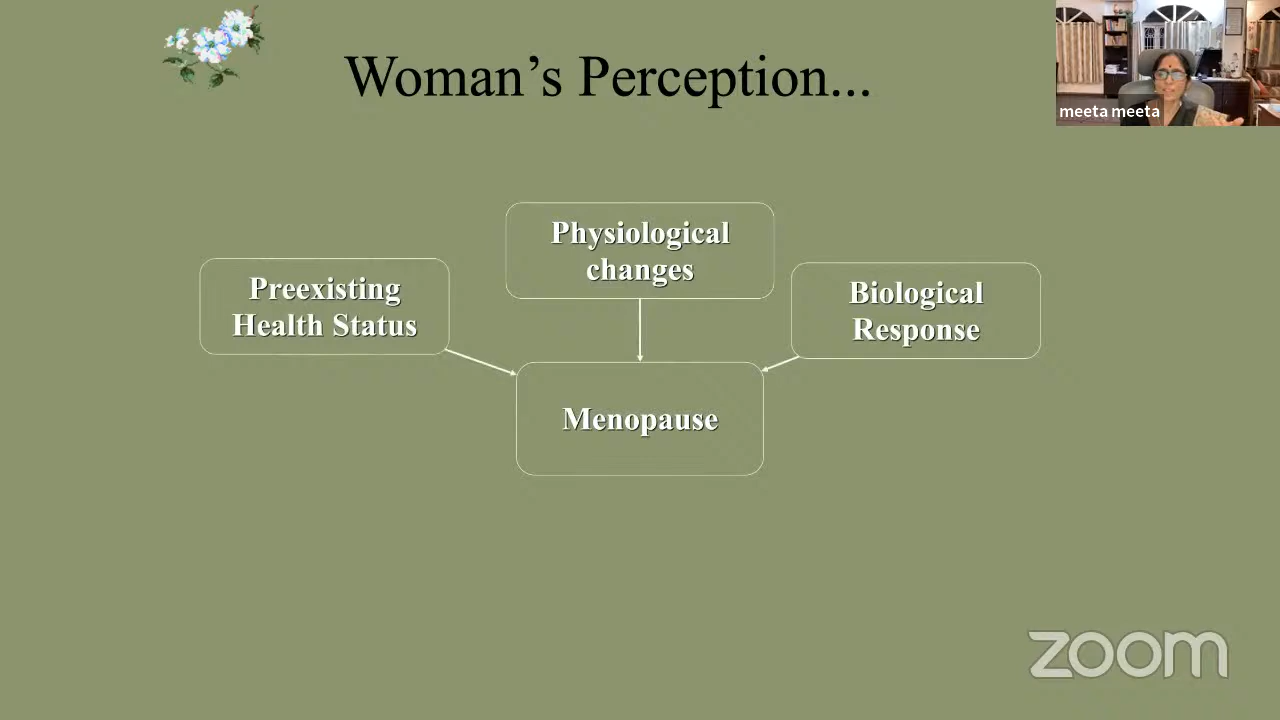 Woman’s Perception...
meeta meeta
Physiological
changes
Preexisting
Health Status
Biological
Response
Menopause
zoom